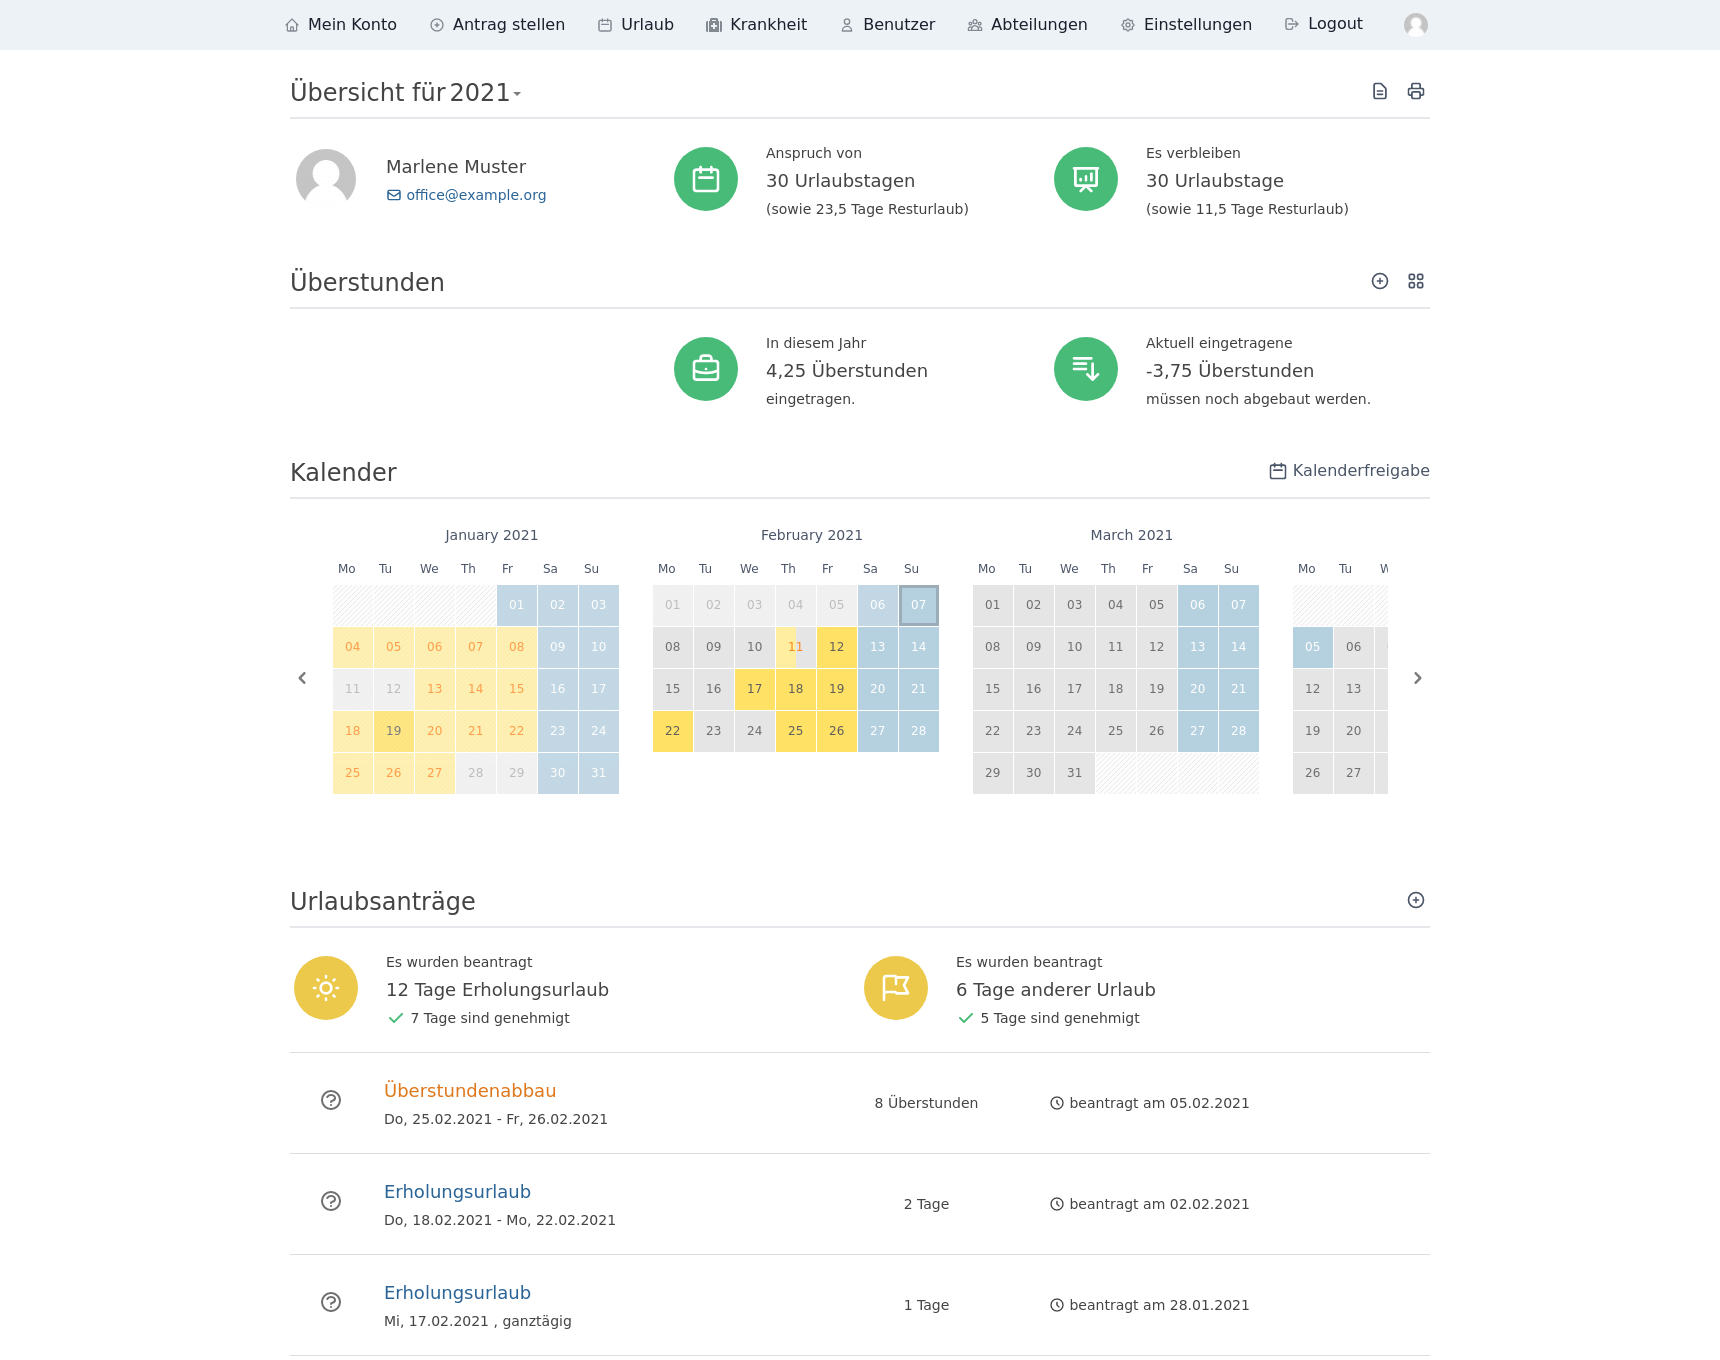 Mein Konto Antrag stellen Urlaub Krankheit Benutzer Abteilungen Einstellungen Logout
Übersicht für 2021
Marlene Muster
office@example.org
Anspruch von
30 Urlaubstagen
(sowie 23,5 Tage Resturlaub)
Es verbleiben
30 Urlaubstage
(sowie 11,5 Tage Resturlaub)
Überstunden
In diesem Jahr
4,25 Überstunden
eingetragen.
Aktuell eingetragene
-3,75 Überstunden
müssen noch abgebaut werden.
Kalender
Kalenderfreigabe
January 2021
Mo Tu We Th Fr Sa Su
01 02 03
04 05 06 07 08 09 10
11 12 13 14 15 16 17
18 19 20 21 22 23 24
25 26 27 28 29 30 31
February 2021
Mo Tu We Th Fr Sa Su
01 02 03 04 05 06 07
08 09 10 11 12 13 14
15 16 17 18 19 20 21
22 23 24 25 26 27 28
March 2021
Mo Tu We Th Fr Sa Su
01 02 03 04 05 06 07
08 09 10 11 12 13 14
15 16 17 18 19 20 21
22 23 24 25 26 27 28
29 30 31
Mo Tu
05 06
12 13
19 20
26 27
Urlaubsanträge
Es wurden beantragt
12 Tage Erholungsurlaub
7 Tage sind genehmigt
Es wurden beantragt
6 Tage anderer Urlaub
5 Tage sind genehmigt
Überstundenabbau
Do, 25.02.2021 - Fr, 26.02.2021
8 Überstunden
beantragt am 05.02.2021
Erholungsurlaub
Do, 18.02.2021 - Mo, 22.02.2021
2 Tage
beantragt am 02.02.2021
Erholungsurlaub
Mi, 17.02.2021 , ganztägig
1 Tage
beantragt am 28.01.2021